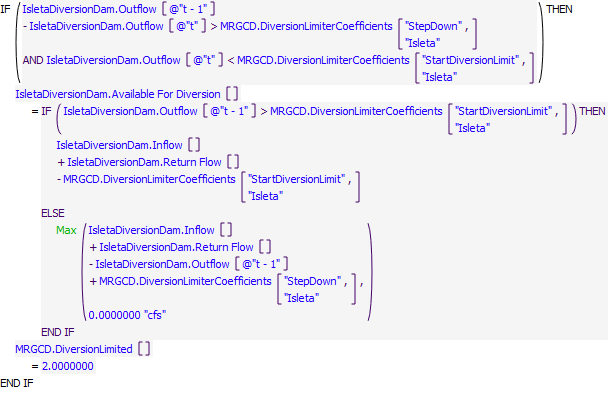 IF ( IsletaDiversionDam.Outflow [ @"t - 1" ] THEN
- IsletaDiversionDam.Outflow [ @"t" ] > MRGCD.DiversionLimiterCoefficients [ "StepDown" ,
"Isleta" ]
AND IsletaDiversionDam.Outflow [ @"t" ] < MRGCD.DiversionLimiterCoefficients [ "StartDiversionLimit" ,
"Isleta" ] )
IsletaDiversionDam.Available For Diversion []
= IF ( IsletaDiversionDam.Outflow [ @"t - 1" ] > MRGCD.DiversionLimiterCoefficients [ "StartDiversionLimit" ,
"Isleta" ] ) THEN
IsletaDiversionDam.Inflow []
+ IsletaDiversionDam.Return Flow []
- MRGCD.DiversionLimiterCoefficients [ "StartDiversionLimit" ,
"Isleta" ]
ELSE
Max ( IsletaDiversionDam.Inflow []
+ IsletaDiversionDam.Return Flow []
- IsletaDiversionDam.Outflow [ @"t - 1" ]
+ MRGCD.DiversionLimiterCoefficients [ "StepDown" ,
"Isleta" ] ,
0.0000000 "cfs" )
END IF
MRGCD.DiversionLimited []
= 2.0000000
END IF